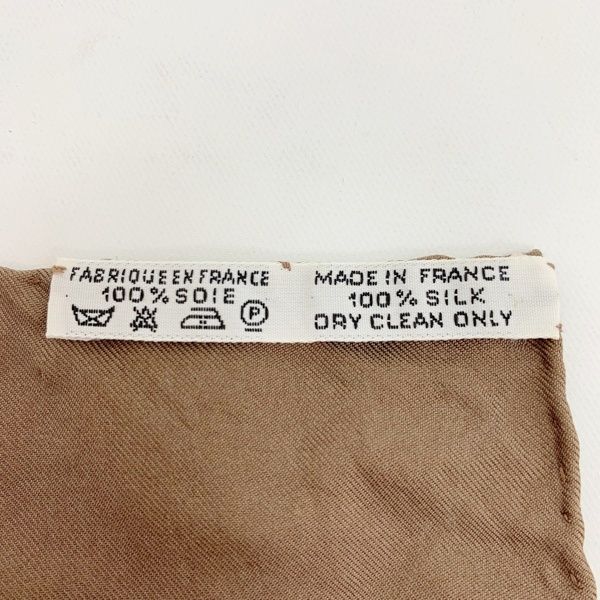 FABRIQUE EN FRANCE
100% SOIE
P
MADE IN FRANCE
100% SILK
DRY CLEAN ONLY